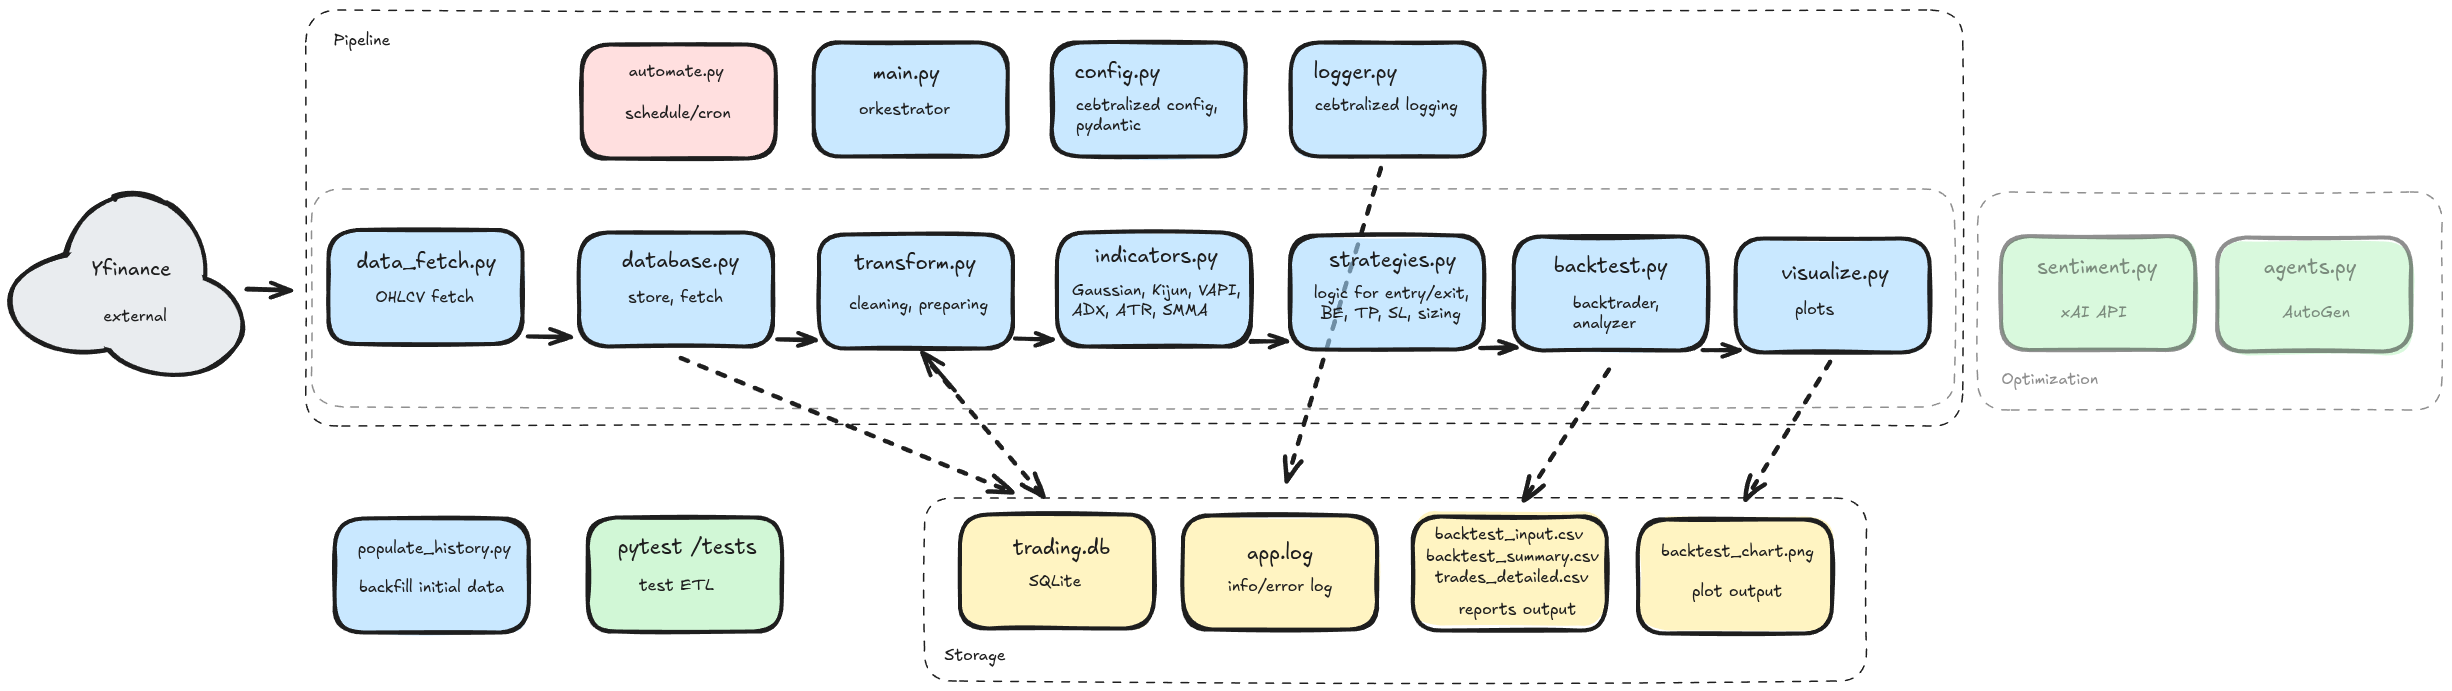 Pipeline
automate.py
schedule/cron
main.py
orkestrator
config.py
cebtralized config,
pydantic
logger.py
cebtralized logging
Yfinance
external
data_fetch.py
OHLCV fetch
database.py
store, fetch
transform.py
cleaning, preparing
indicators.py
Gaussian, Kijun, VAPI,
ADX, ATR, SMMA
strategies.py
logic for entry/exit,
BE, TP, SL, sizing
backtest.py
backtrader,
analyzer
visualize.py
plots
sentiment.py
xAI API
agents.py
AutoGen
Optimization
populate_history.py
backfill initial data
pytest /tests
test ETL
trading.db
SQLite
app.log
info/error log
backtest_input.csv
backtest_summary.csv
trades_detailed.csv
reports output
backtest_chart.png
plot output
Storage